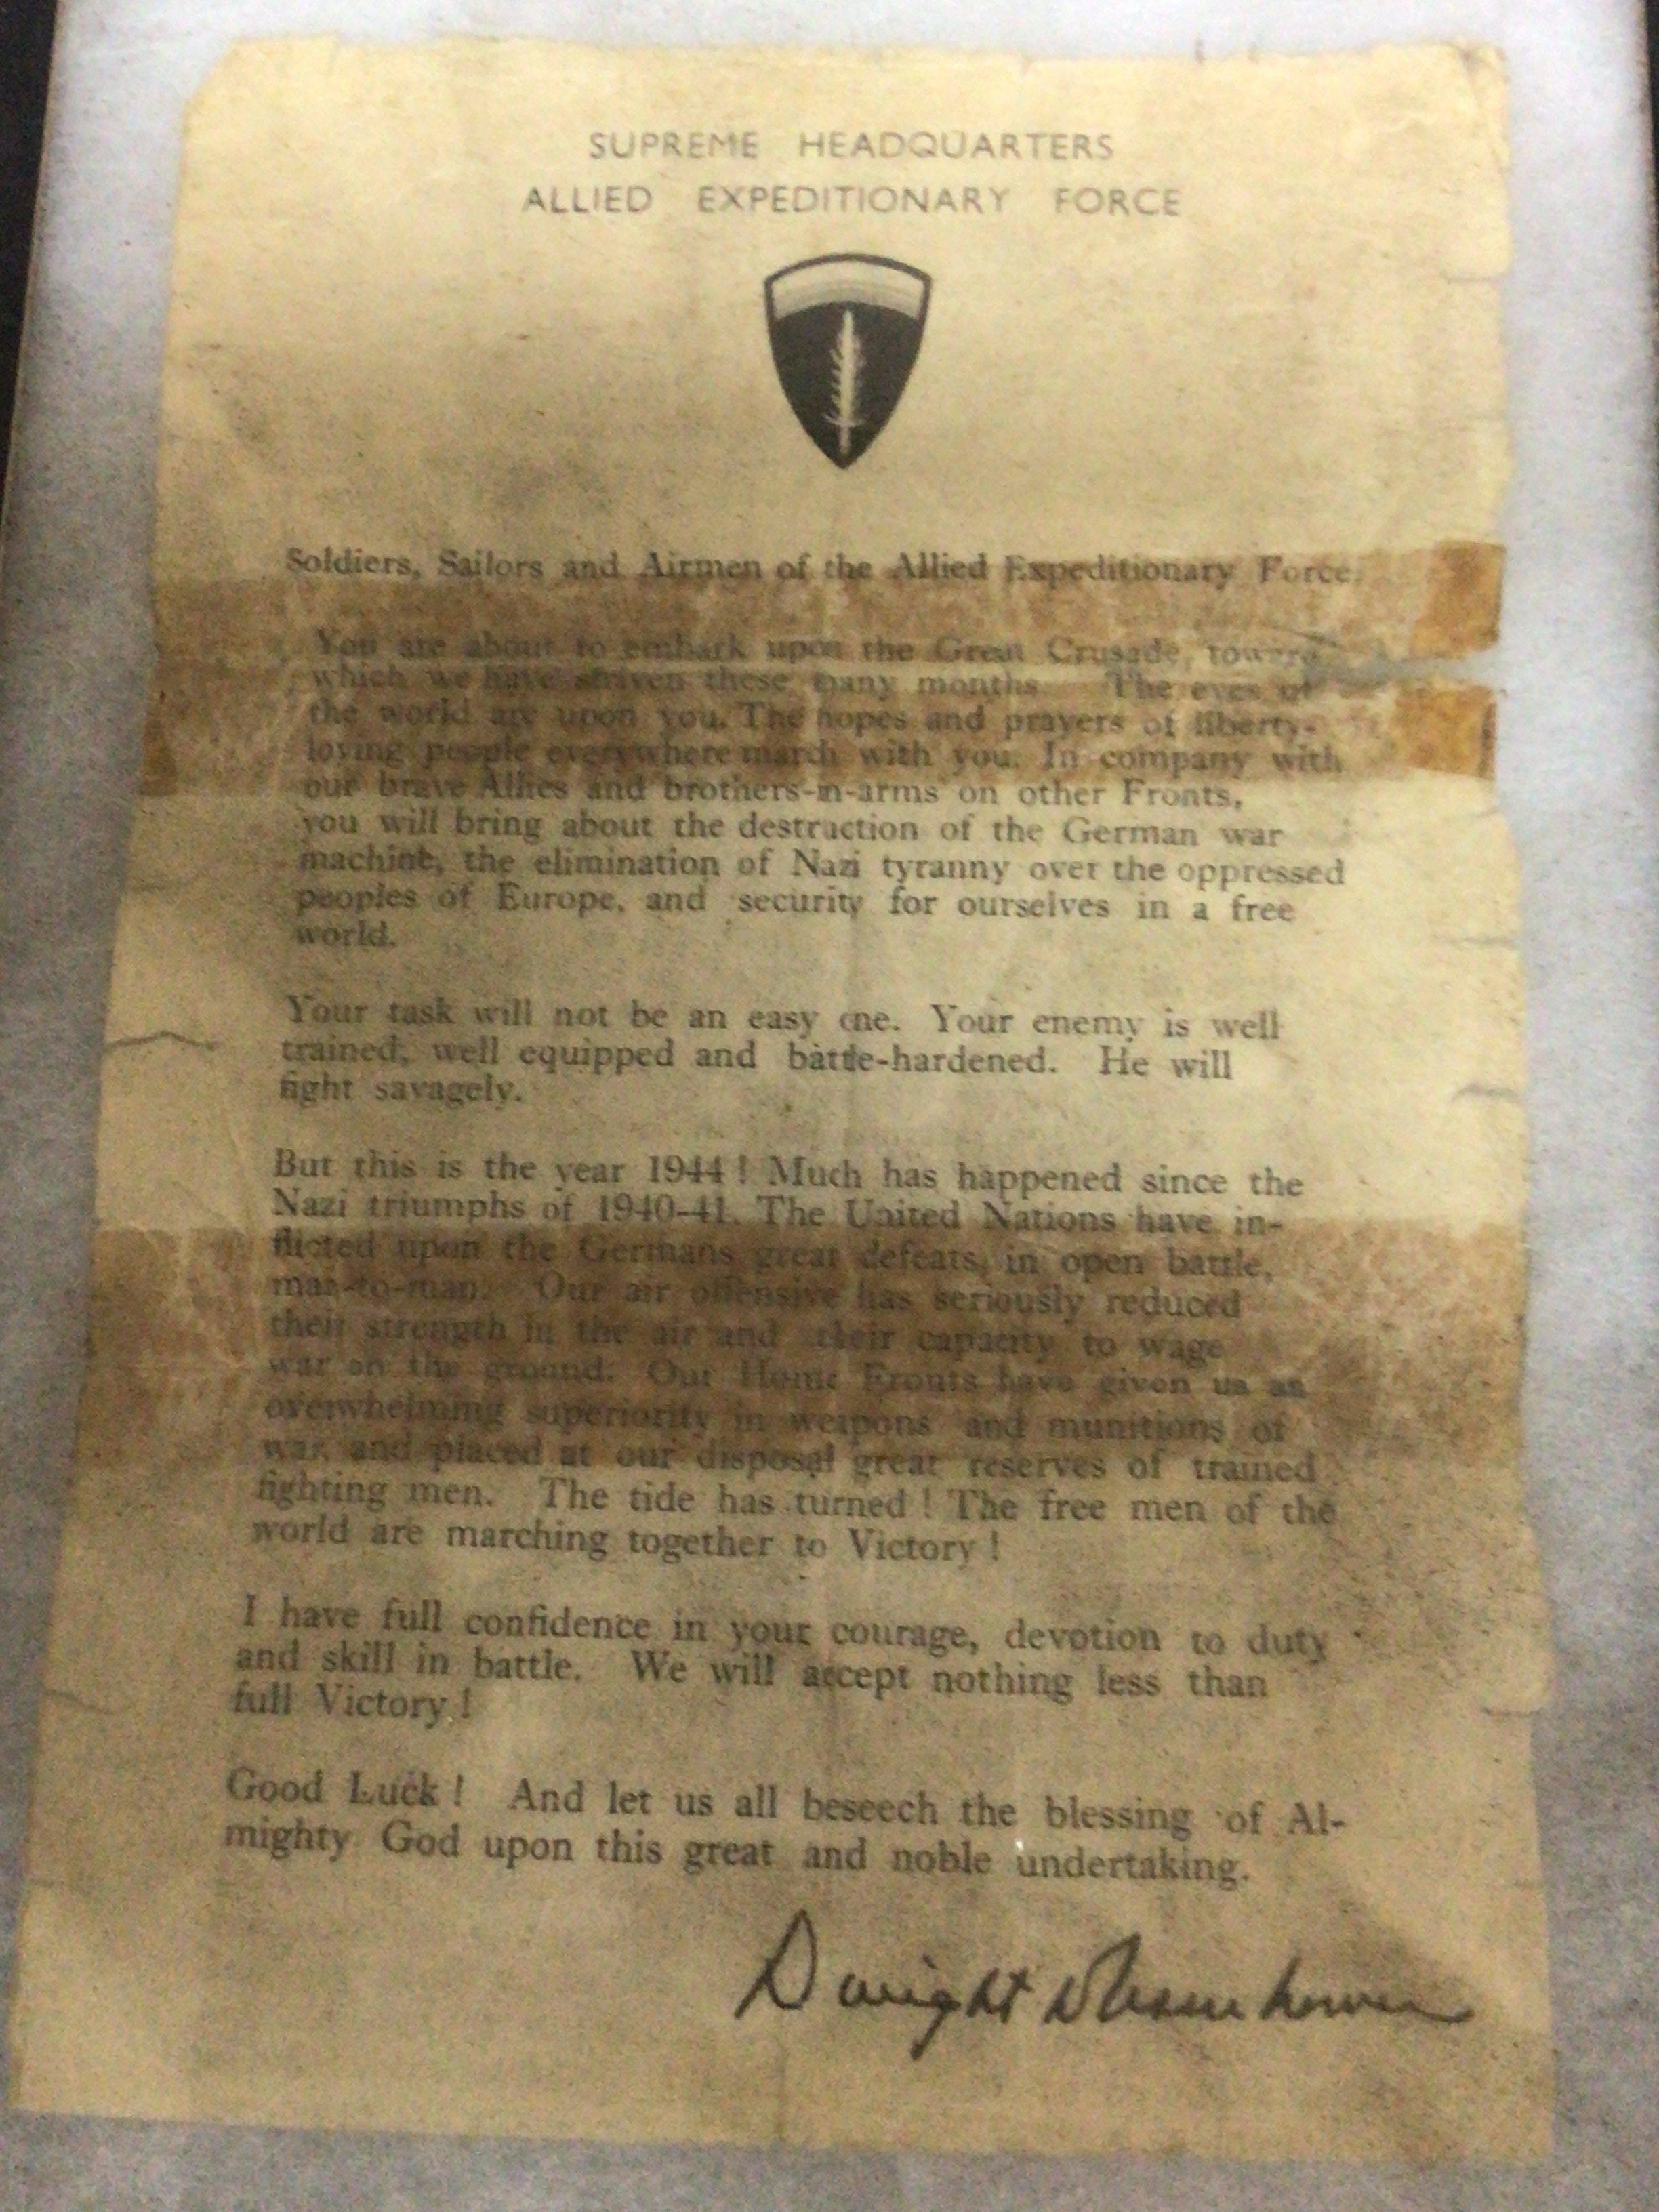 SUPREME HEADQUARTERS
ALLIED EXPEDITIONARY FORCE
Soldiers, Sailors and Airmen of the Allied Expeditionary Force.
You are about to embark upon the Great Crusade, toward
which we have striven these many months. The eyes of
the world are upon you. The hopes and prayers of liberty-
loving people everywhere march with you. In company with
our brave Allies and brothers-in-arms on other Fronts,
you will bring about the destruction of the German war
machine, the elimination of Nazi tyranny over the oppressed
peoples of Europe, and security for ourselves in a free
world.
Your task will not be an easy one. Your enemy is well
trained, well equipped and battle-hardened. He will
fight savagely.
But this is the year 1944 ! Much has happened since the
Nazi triumphs of 1940-41. The United Nations have in-
flicted upon the Germans great defeats, in open battle,
man-to-man. Our air offensive has seriously reduced
their strength in the air and their capacity to wage
war on the ground. Our Home Fronts have given us an
overwhelming superiority in weapons and munitions of
war, and placed at our disposal great reserves of trained
fighting men. The tide has turned ! The free men of the
world are marching together to Victory !
I have full confidence in your courage, devotion to duty
and skill in battle. We will accept nothing less than
full Victory !
Good Luck ! And let us all beseech the blessing of Al-
mighty God upon this great and noble undertaking.
Dwight D Eisenhower